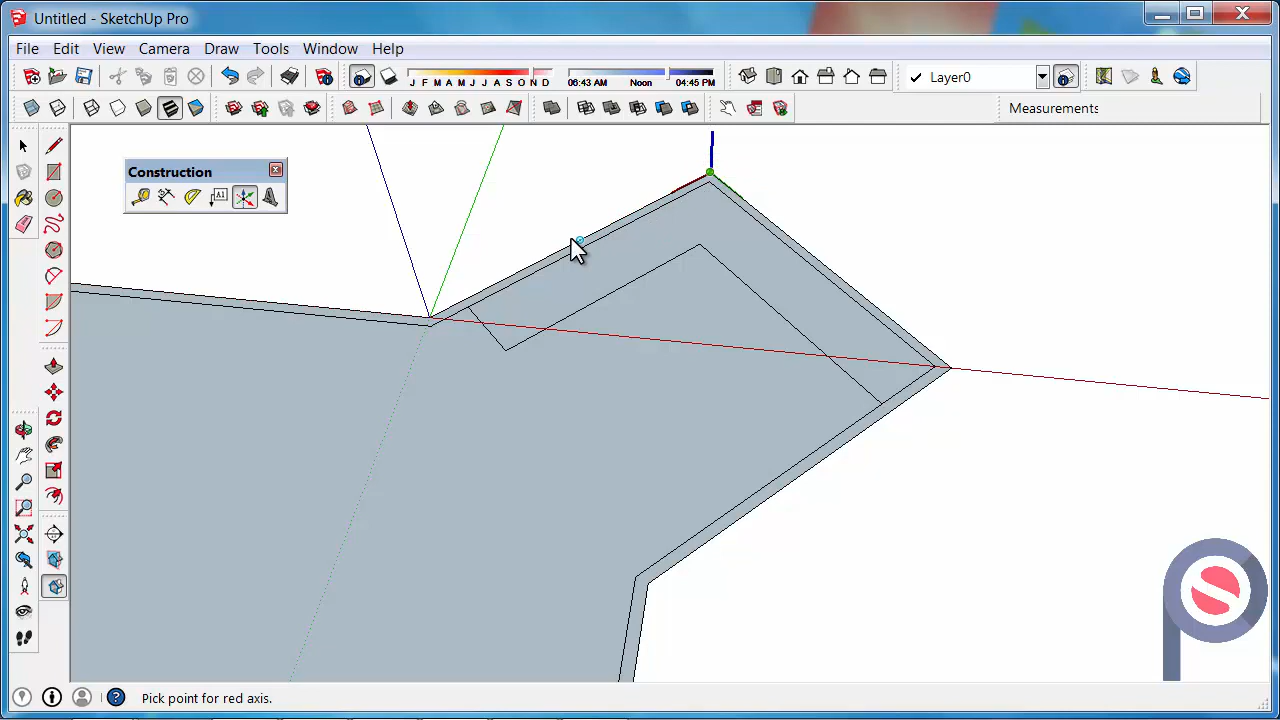 Untitled - SketchUp Pro
File Edit View Camera Draw Tools Window Help
J F M A M J J A S O N D 06:43 AM Noon 04:45 PM Layer0
Measurements
Construction
A1
Pick point for red axis.